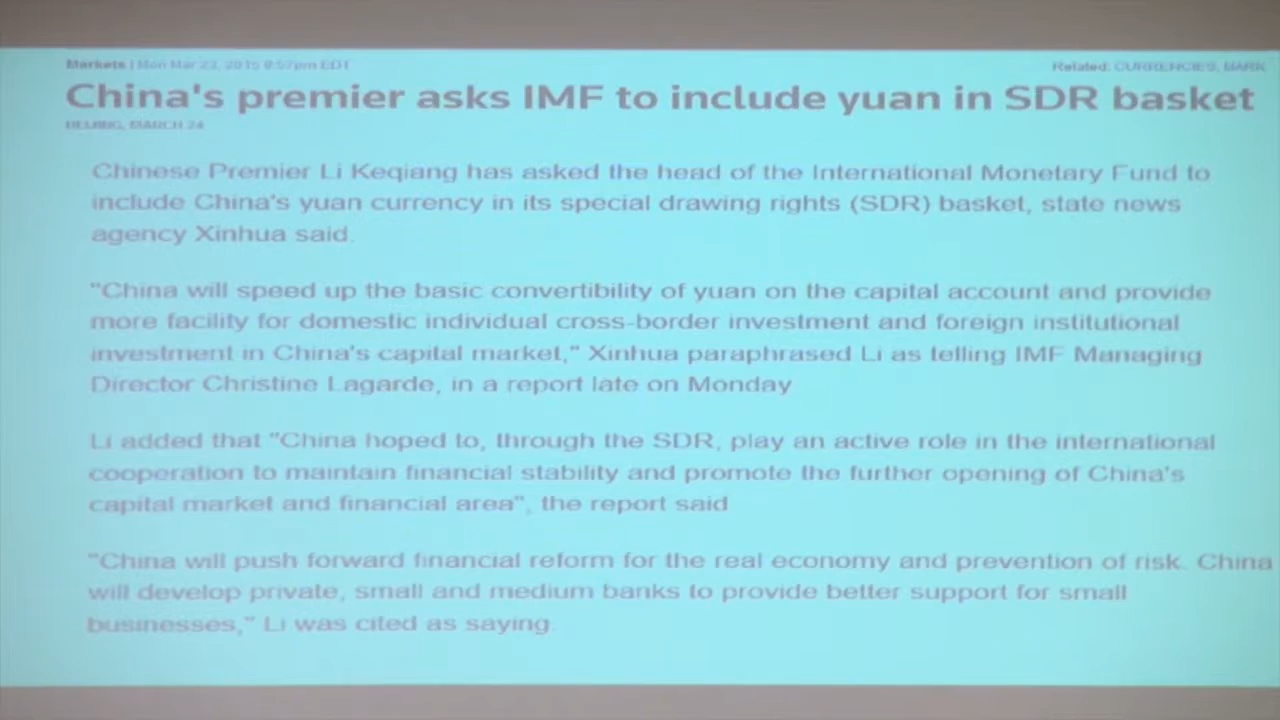 Markets | Mon Mar 23, 2015 9:57pm EDT
Related: CURRENCIES, MARK
China's premier asks IMF to include yuan in SDR basket
BEIJING, MARCH 24
Chinese Premier Li Keqiang has asked the head of the International Monetary Fund to
include China's yuan currency in its special drawing rights (SDR) basket, state news
agency Xinhua said.
"China will speed up the basic convertibility of yuan on the capital account and provide
more facility for domestic individual cross-border investment and foreign institutional
investment in China's capital market," Xinhua paraphrased Li as telling IMF Managing
Director Christine Lagarde, in a report late on Monday
Li added that "China hoped to, through the SDR, play an active role in the international
cooperation to maintain financial stability and promote the further opening of China's
capital market and financial area", the report said
"China will push forward financial reform for the real economy and prevention of risk. China
will develop private, small and medium banks to provide better support for small
businesses," Li was cited as saying.